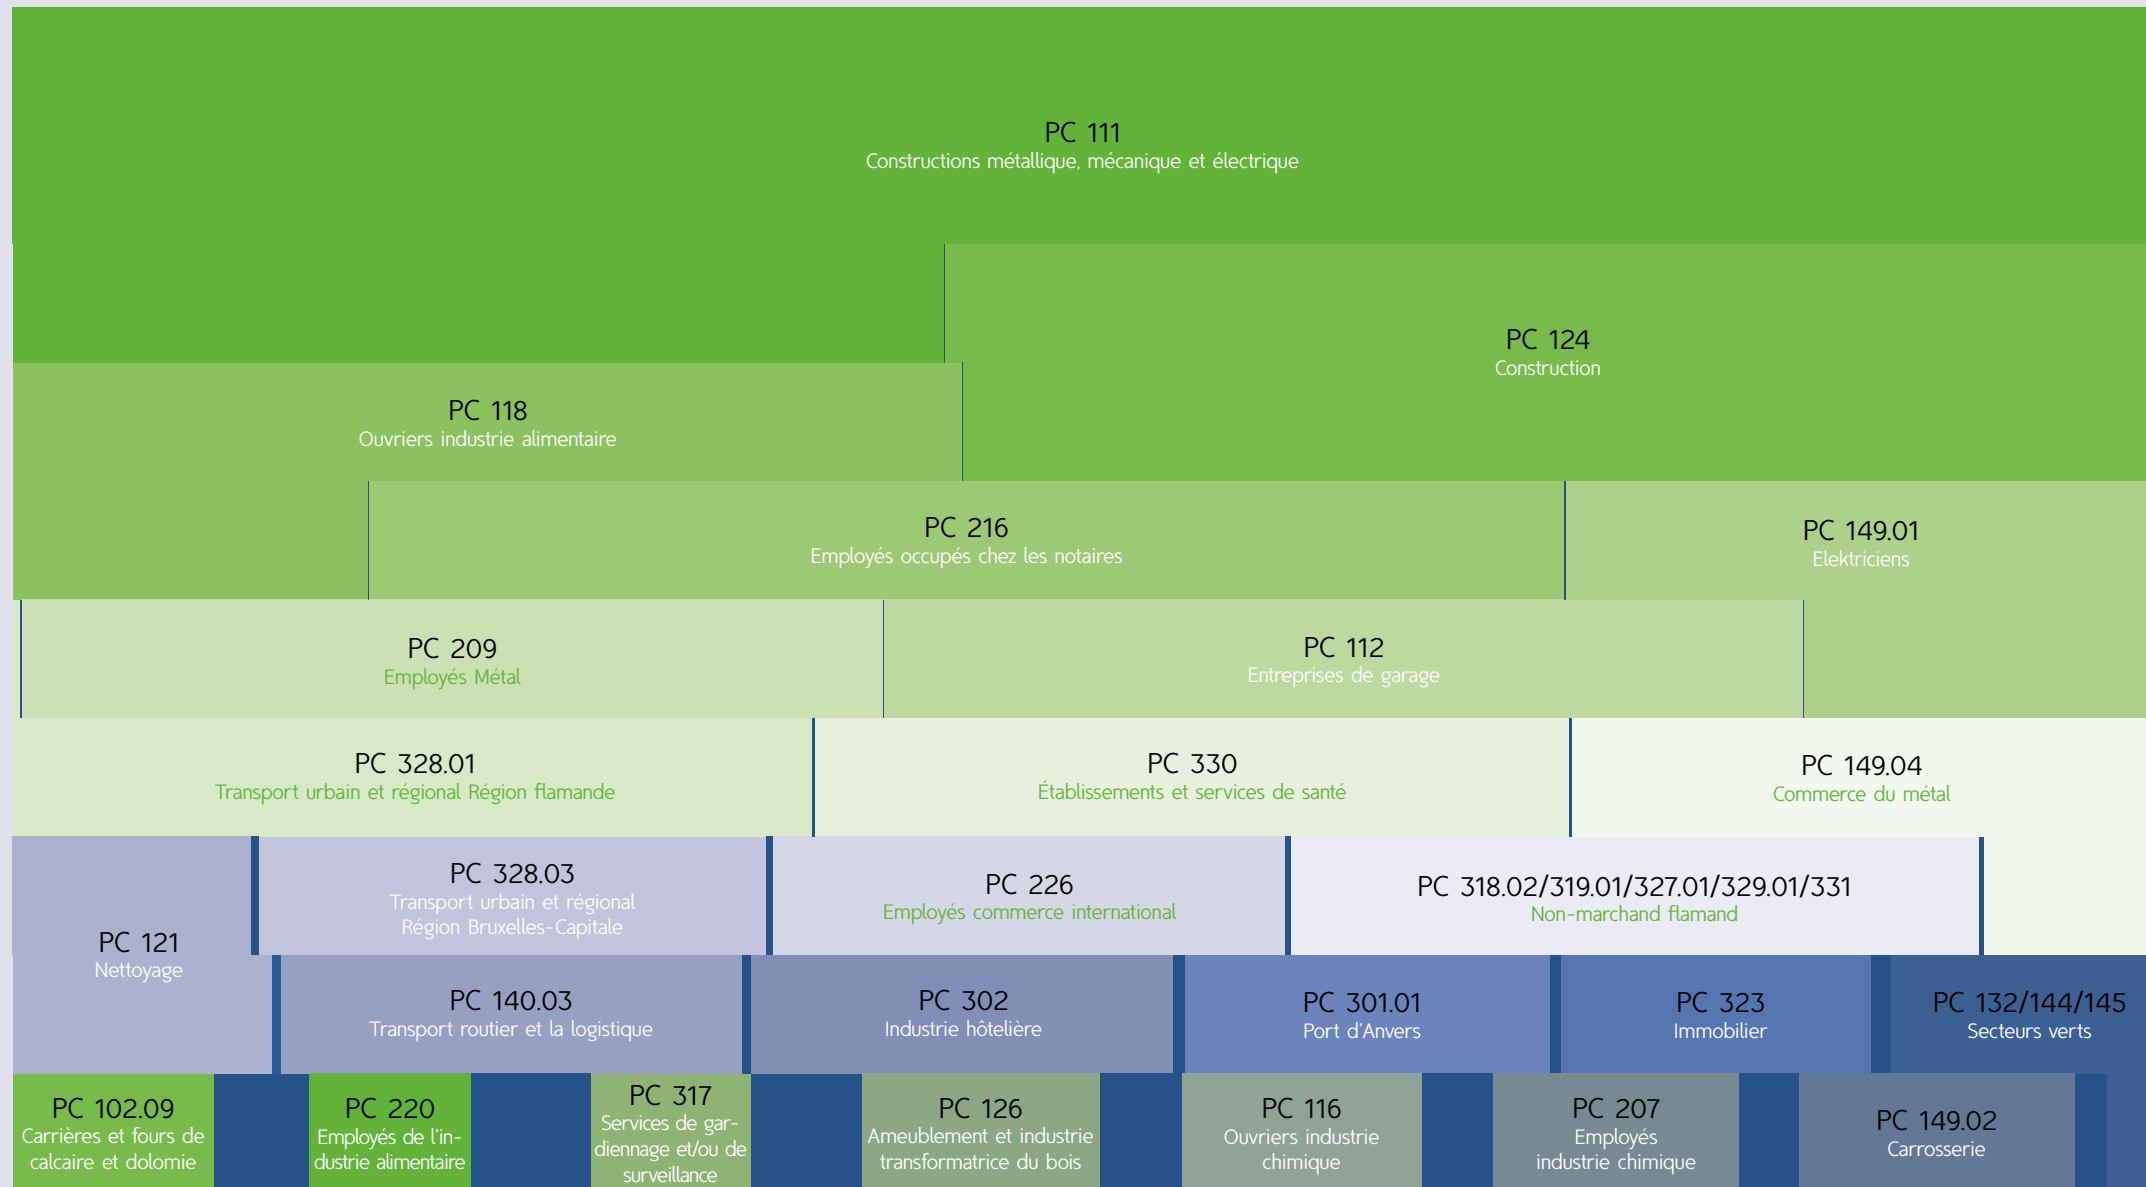 PC 111
Constructions métallique, mécanique et électrique
PC 124
Construction
PC 118
Ouvriers industrie alimentaire
PC 216
Employés occupés chez les notaires
PC 149.01
Elektriciens
PC 209
Employés Métal
PC 112
Entreprises de garage
PC 328.01
Transport urbain et régional Région flamande
PC 330
Établissements et services de santé
PC 149.04
Commerce du métal
PC 121
Nettoyage
PC 328.03
Transport urbain et régional
Région Bruxelles-Capitale
PC 226
Employés commerce international
PC 318.02/319.01/327.01/329.01/331
Non-marchand flamand
PC 140.03
Transport routier et la logistique
PC 302
Industrie hôtelière
PC 301.01
Port d'Anvers
PC 323
Immobilier
PC 132/144/145
Secteurs verts
PC 102.09
Carrières et fours de
calcaire et dolomie
PC 220
Employés de l'in-
dustrie alimentaire
PC 317
Services de gar-
diennage et/ou de
surveillance
PC 126
Ameublement et industrie
transformatrice du bois
PC 116
Ouvriers industrie
chimique
PC 207
Employés
industrie chimique
PC 149.02
Carrosserie